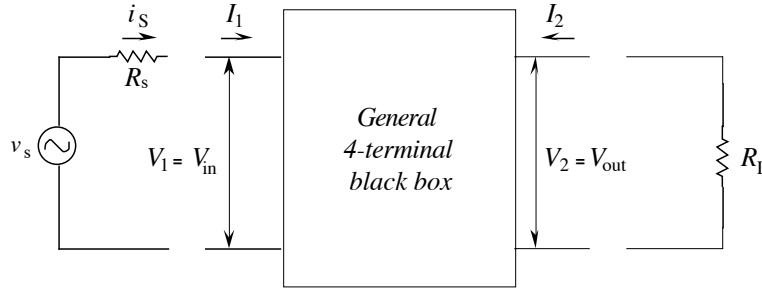 i_S
I_1
I_2
R_s
General
4-terminal
black box
v_s
V_1 = V_in
V_2 = V_out
R_L